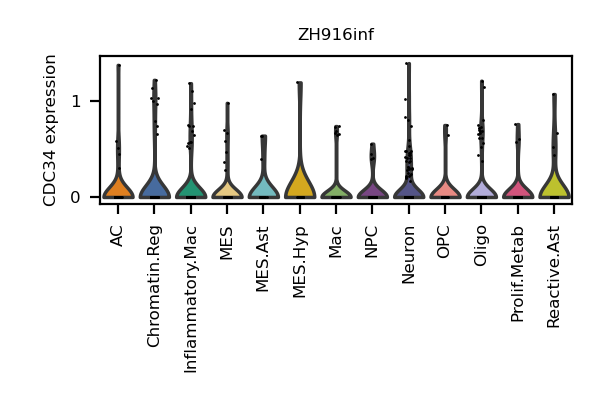 ZH916inf
CDC34 expression
1
0
AC
Chromatin.Reg
Inflammatory.Mac
MES
MES.Ast
MES.Hyp
Mac
NPC
Neuron
OPC
Oligo
Prolif.Metab
Reactive.Ast